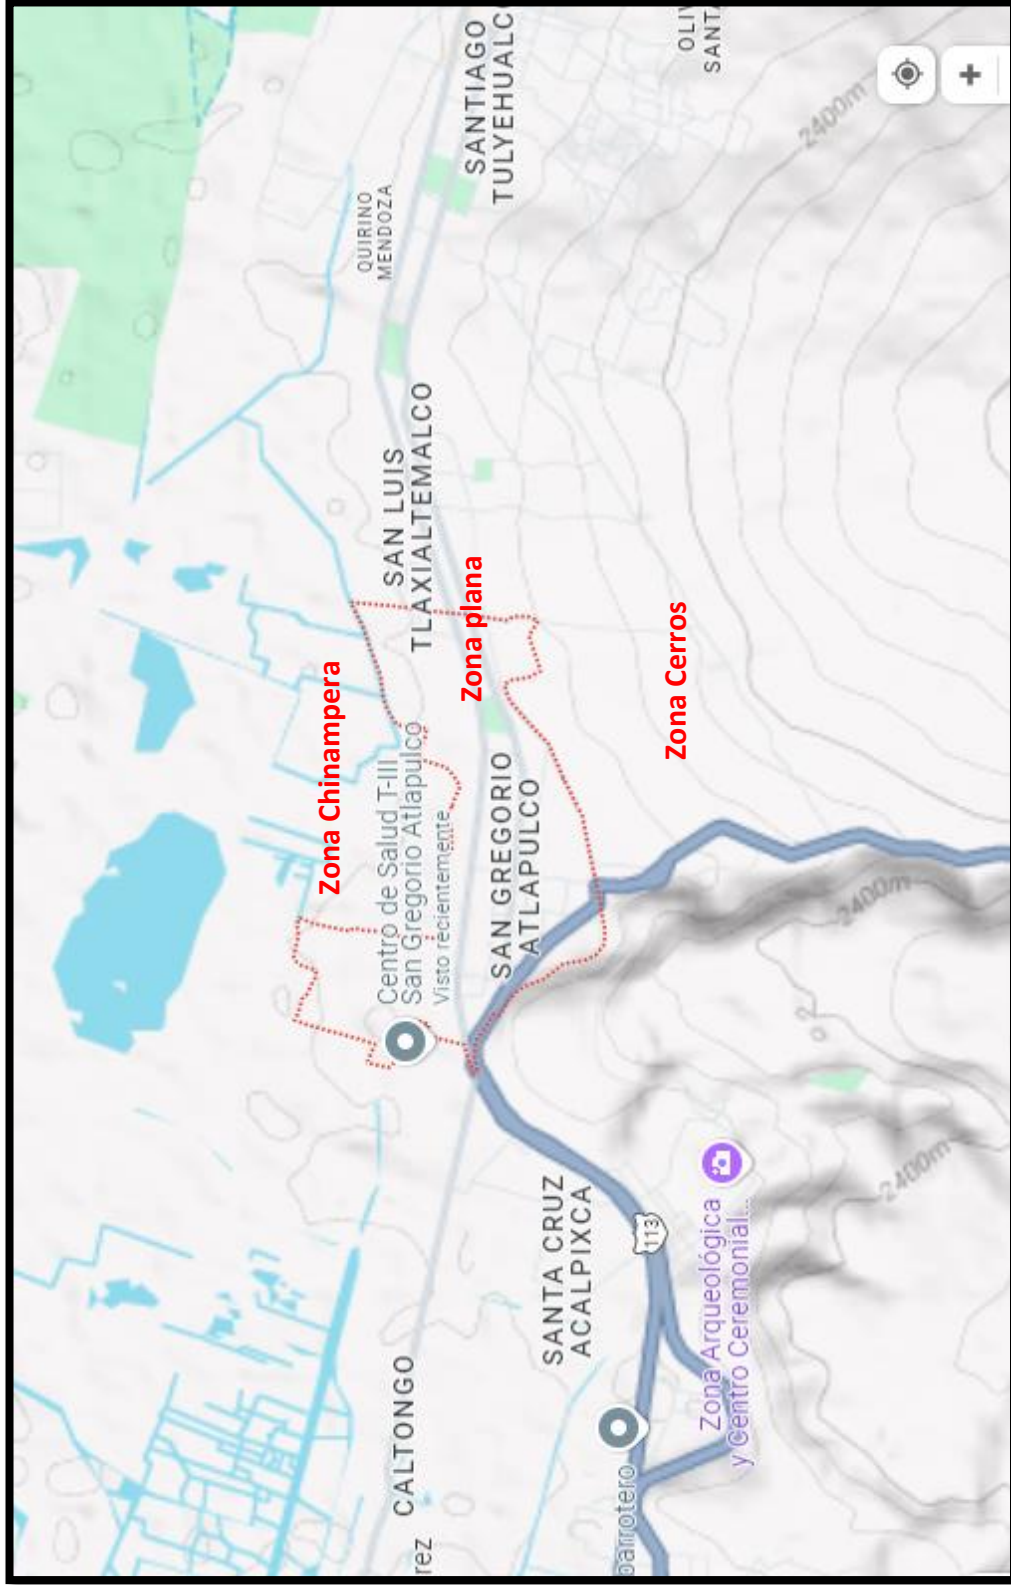 Zona Chinampera
Zona plana
Zona Cerros
QUIRINO
MENDOZA
SANTIAGO
TULYEHUALC
OLIV
SANTA
SAN LUIS
TLAXIALTEMALCO
Centro de Salud T-III
San Gregorio Atlapulco
Visto recientemente
SAN GREGORIO
ATLAPULCO
CALTONGO
rez
SANTA CRUZ
ACALPIXCA
113
barrotero
Zona Arqueológica
y Centro Ceremonial...
2400m
2400m
2400m
+